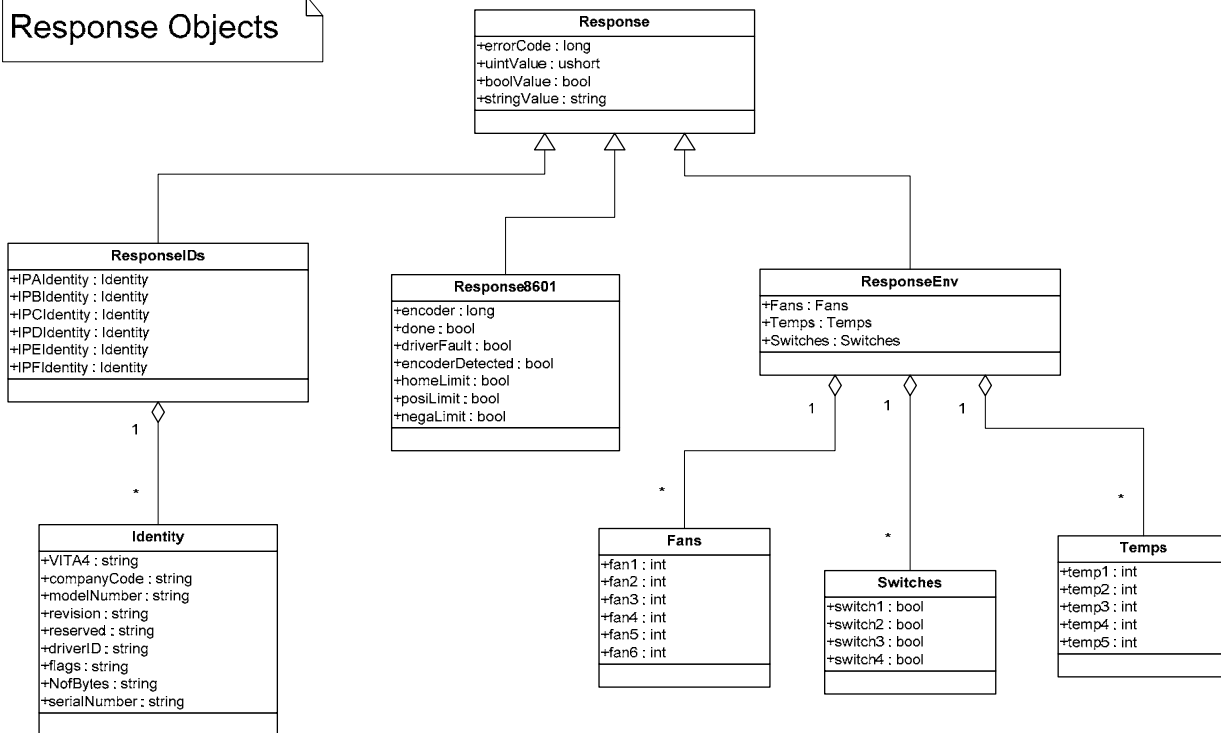 Response Objects
Response
+errorCode : long
+uintValue : ushort
+boolValue : bool
+stringValue : string
ResponseIDs
+IPAIdentity : Identity
+IPBIdentity : Identity
+IPCIdentity : Identity
+IPDIdentity : Identity
+IPEIdentity : Identity
+IPFIdentity : Identity
Response8601
+encoder : long
+done : bool
+driverFault : bool
+encoderDetected : bool
+homeLimit : bool
+posiLimit : bool
+negaLimit : bool
ResponseEnv
+Fans : Fans
+Temps : Temps
+Switches : Switches
1
*
1
*
1
*
1
*
Identity
+VITA4 : string
+companyCode : string
+modelNumber : string
+revision : string
+reserved : string
+driverID : string
+flags : string
+NofBytes : string
+serialNumber : string
Fans
+fan1 : int
+fan2 : int
+fan3 : int
+fan4 : int
+fan5 : int
+fan6 : int
Switches
+switch1 : bool
+switch2 : bool
+switch3 : bool
+switch4 : bool
Temps
+temp1 : int
+temp2 : int
+temp3 : int
+temp4 : int
+temp5 : int